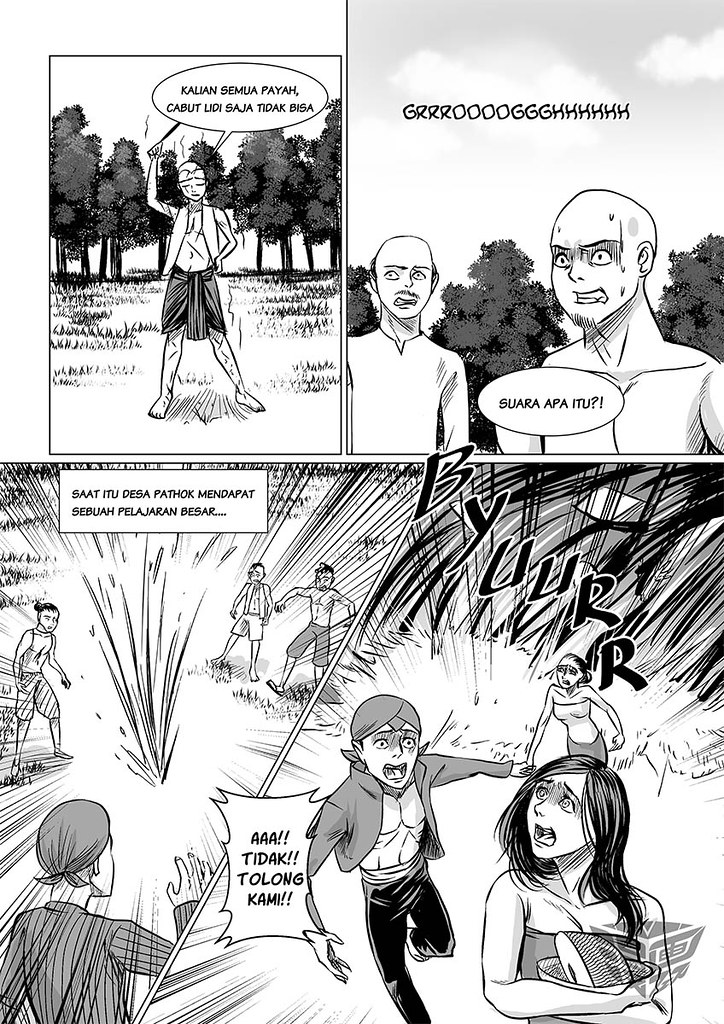 KALIAN SEMUA PAYAH,
CABUT LIDI SAJA TIDAK BISA
GRRROOOOGGGHHHHHH
SUARA APA ITU?!
SAAT ITU DESA PATHOK MENDAPAT
SEBUAH PELAJARAN BESAR....
BYUURR
AAA!!
TIDAK!!
TOLONG
KAMI!!